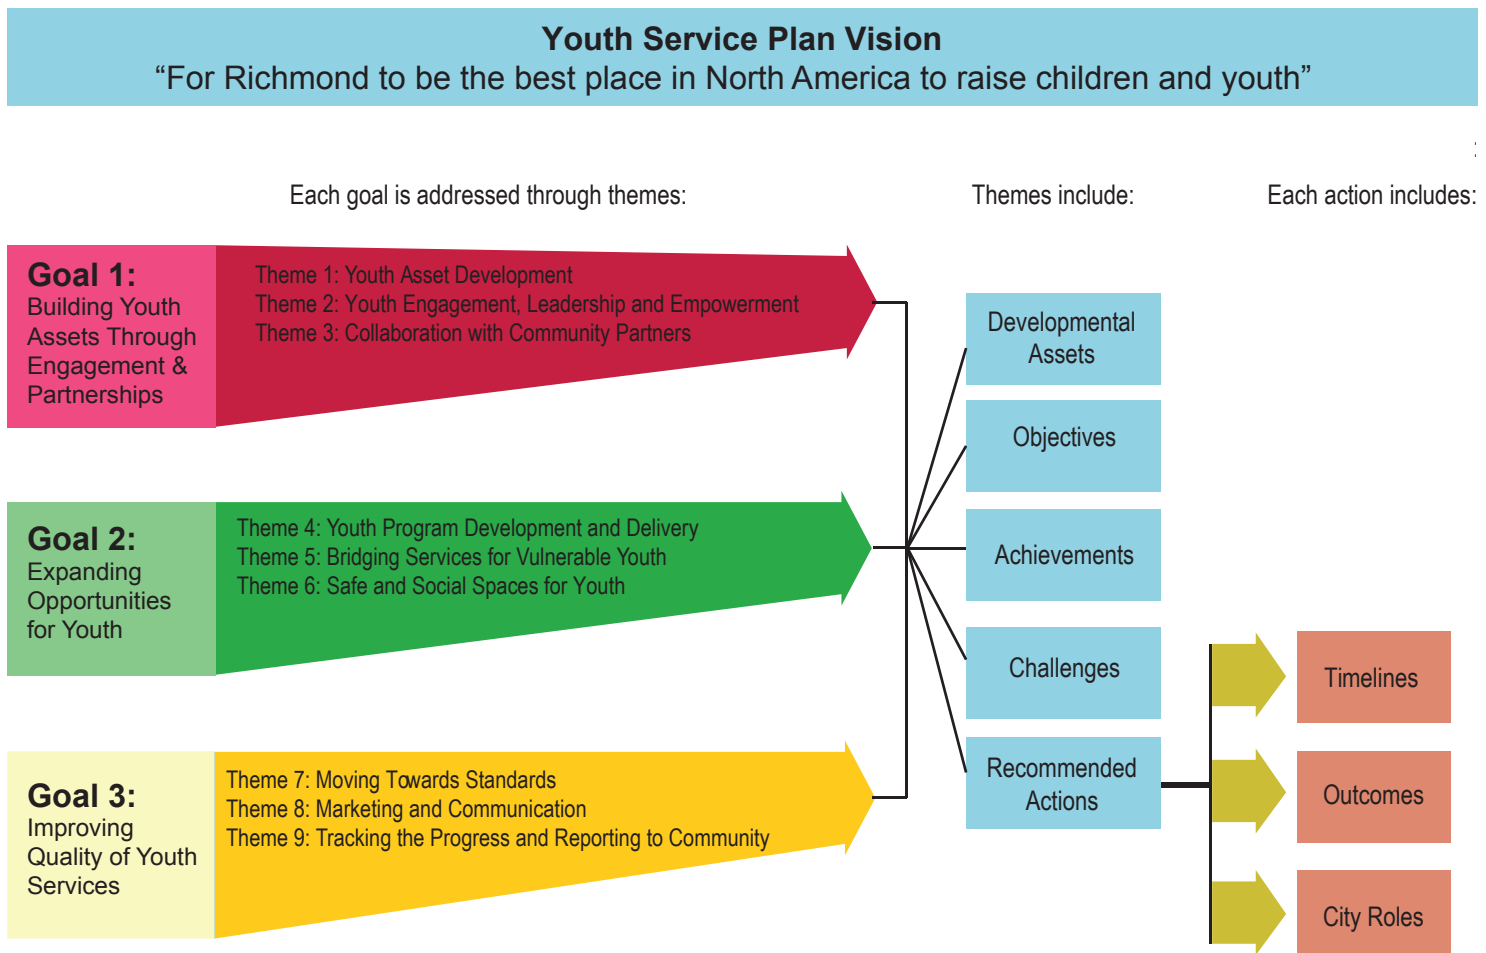 Youth Service Plan Vision
“For Richmond to be the best place in North America to raise children and youth”
:
Each goal is addressed through themes:
Themes include:
Each action includes:
Goal 1:
Building Youth
Assets Through
Engagement &
Partnerships
Theme 1: Youth Asset Development
Theme 2: Youth Engagement, Leadership and Empowerment
Theme 3: Collaboration with Community Partners
Goal 2:
Expanding
Opportunities
for Youth
Theme 4: Youth Program Development and Delivery
Theme 5: Bridging Services for Vulnerable Youth
Theme 6: Safe and Social Spaces for Youth
Goal 3:
Improving
Quality of Youth
Services
Theme 7: Moving Towards Standards
Theme 8: Marketing and Communication
Theme 9: Tracking the Progress and Reporting to Community
Developmental
Assets
Objectives
Achievements
Challenges
Recommended
Actions
Timelines
Outcomes
City Roles